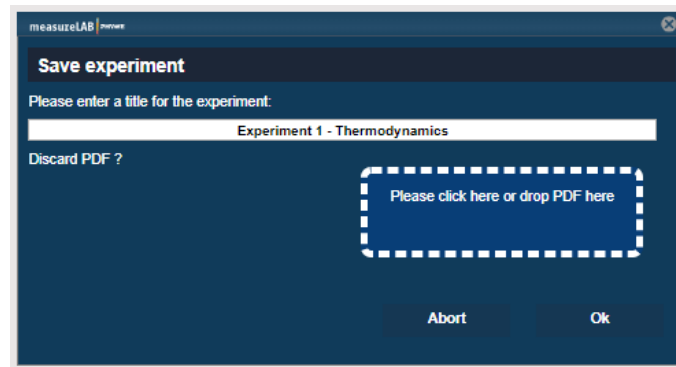 measureLAB
Save experiment
Please enter a title for the experiment:
Experiment 1 - Thermodynamics
Discard PDF ?
Please click here or drop PDF here
Abort
Ok